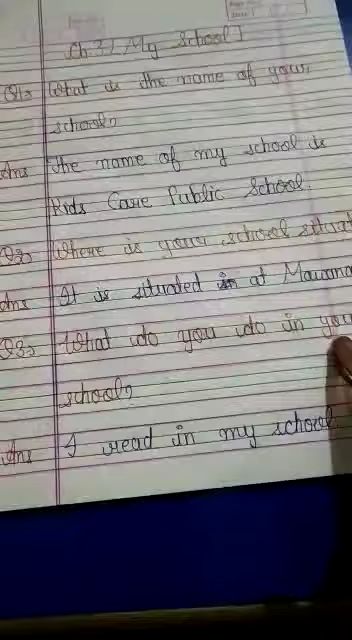 Ch-3 [My School]
Q1> What is the name of your
school?
Ans The name of my school is
Kids Care Public School.
Q2> Where is your school situat
Ans It is situated in at Mawana
Q3> What do you do in you
school?
Ans I read in my school